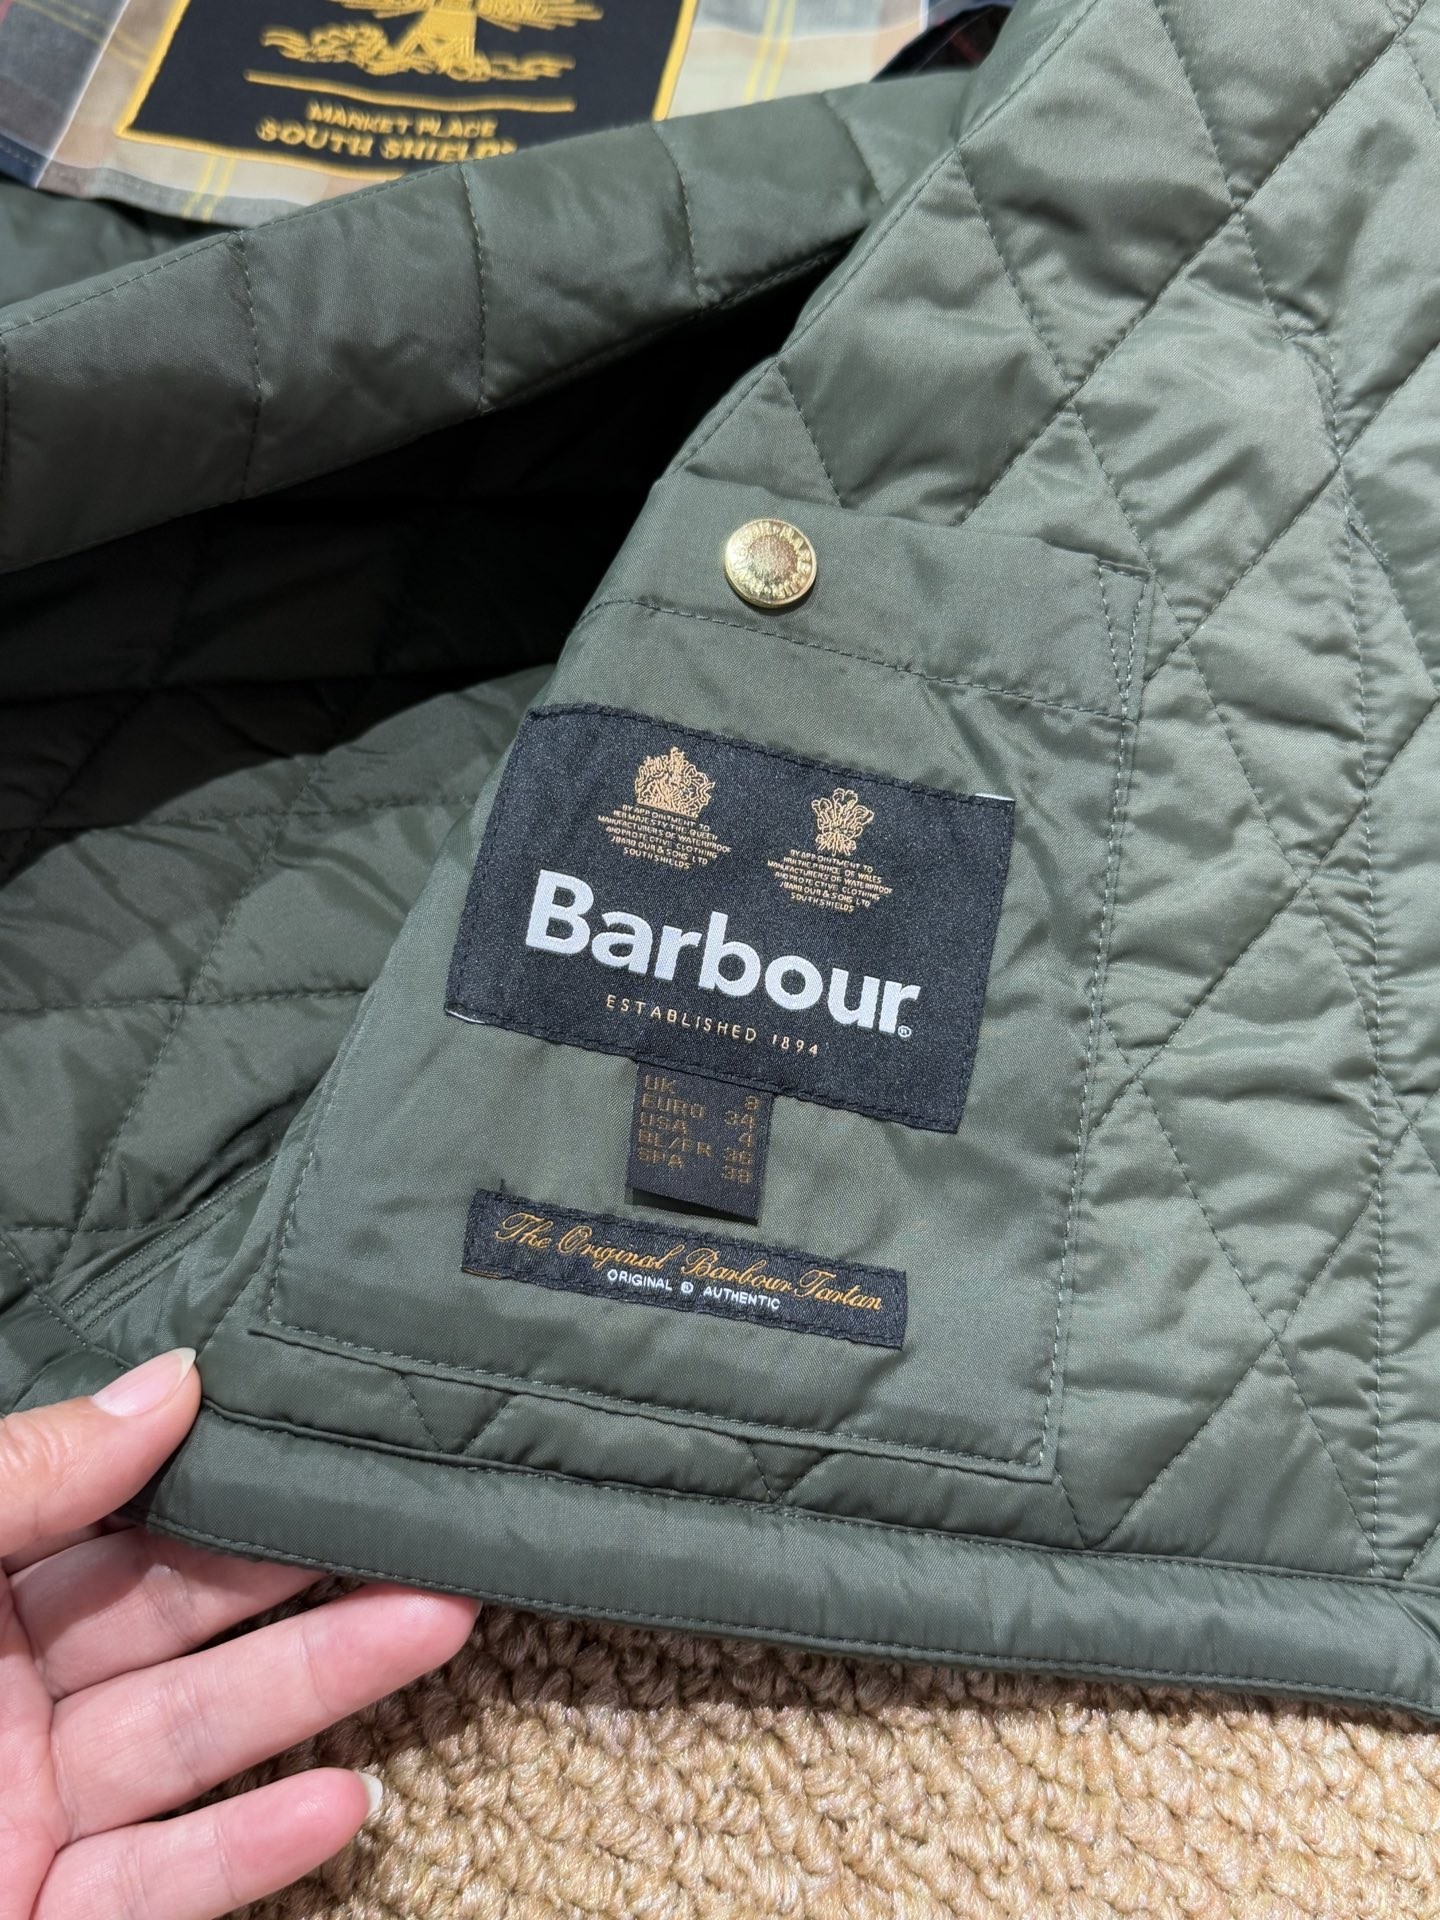 MARKET PLACE
SOUTH SHIELDS
BY APPOINTMENT TO
HER MAJESTY THE QUEEN
MANUFACTURERS OF WATERPROOF
AND PROTECTIVE CLOTHING
J BARBOUR & SONS LTD
SOUTH SHIELDS
BY APPOINTMENT TO
HRH THE PRINCE OF WALES
MANUFACTURERS OF WATERPROOF
AND PROTECTIVE CLOTHING
J BARBOUR & SONS LTD
SOUTH SHIELDS
Barbour®
ESTABLISHED 1894
UK 8
EURO 34
USA 4
BL/FR 36
SPA 38
The Original Barbour Tartan
ORIGINAL & AUTHENTIC